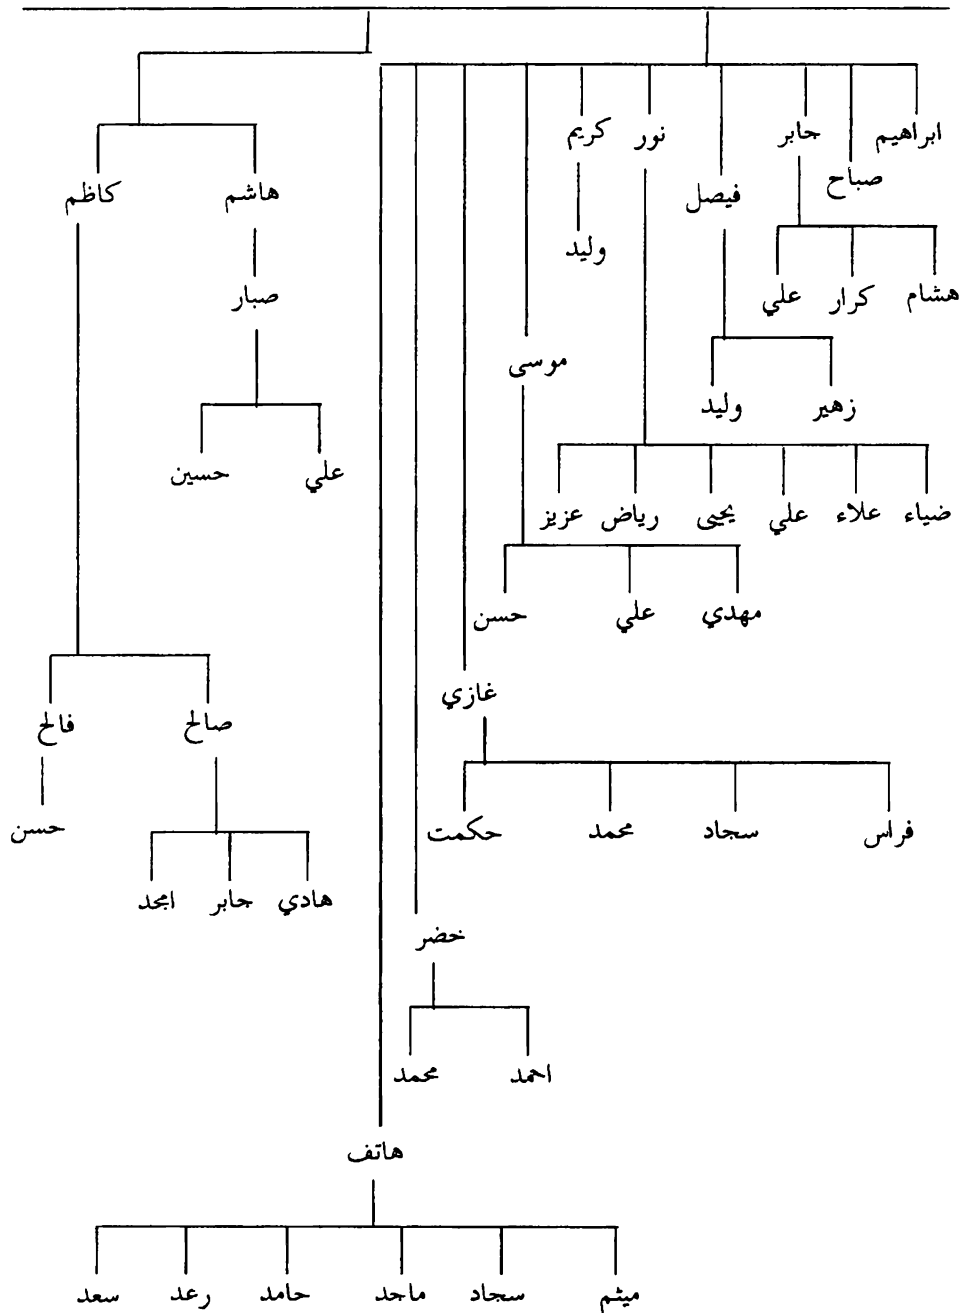 ابراهيم
جابر
نور
كريم
صباح
فيصل
هاشم
كاظم
وليد
هشام
كرار
علي
صبار
موسى
زهير
وليد
علي
حسين
ضياء
علاء
علي
يحيى
رياض
عزيز
مهدي
علي
حسن
غازي
صالح
فالح
فراس
سجاد
محمد
حكمت
حسن
هادي
جابر
امجد
خضر
احمد
محمد
هاتف
ميثم
سجاد
ماجد
حامد
رعد
سعد